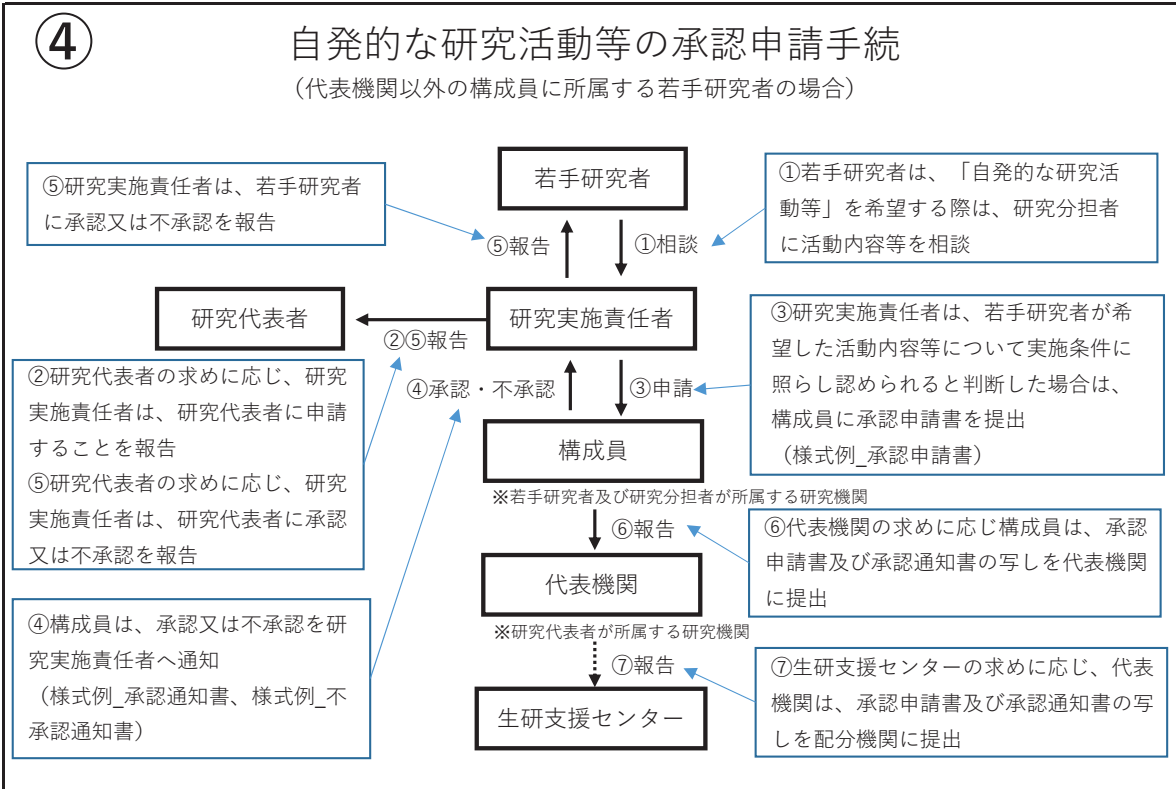 ④
自発的な研究活動等の承認申請手続
（代表機関以外の構成員に所属する若手研究者の場合）
⑤研究実施責任者は、若手研究者
に承認又は不承認を報告
若手研究者
①若手研究者は、「自発的な研究活
動等」を希望する際は、研究分担者
に活動内容等を相談
⑤報告
①相談
研究代表者
研究実施責任者
②⑤報告
③研究実施責任者は、若手研究者が希
望した活動内容等について実施条件に
照らし認められると判断した場合は、
構成員に承認申請書を提出
（様式例_承認申請書）
②研究代表者の求めに応じ、研究
実施責任者は、研究代表者に申請
することを報告
⑤研究代表者の求めに応じ、研究
実施責任者は、研究代表者に承認
又は不承認を報告
④承認・不承認
③申請
構成員
※若手研究者及び研究分担者が所属する研究機関
⑥報告
⑥代表機関の求めに応じ構成員は、承認
申請書及び承認通知書の写しを代表機関
に提出
代表機関
※研究代表者が所属する研究機関
④構成員は、承認又は不承認を研
究実施責任者へ通知
（様式例_承認通知書、様式例_不
承認通知書）
⑦報告
⑦生研支援センターの求めに応じ、代表
機関は、承認申請書及び承認通知書の写
しを配分機関に提出
生研支援センター